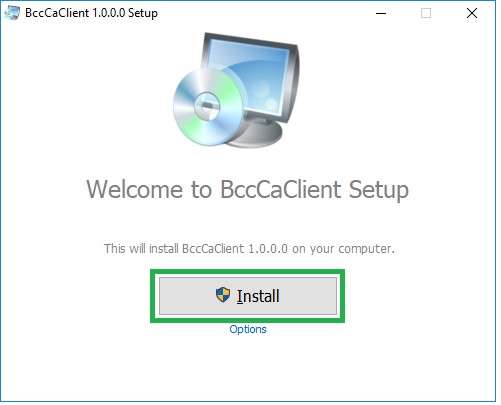 BccCaClient 1.0.0.0 Setup
Welcome to BccCaClient Setup
This will install BccCaClient 1.0.0.0 on your computer.
Install
Options